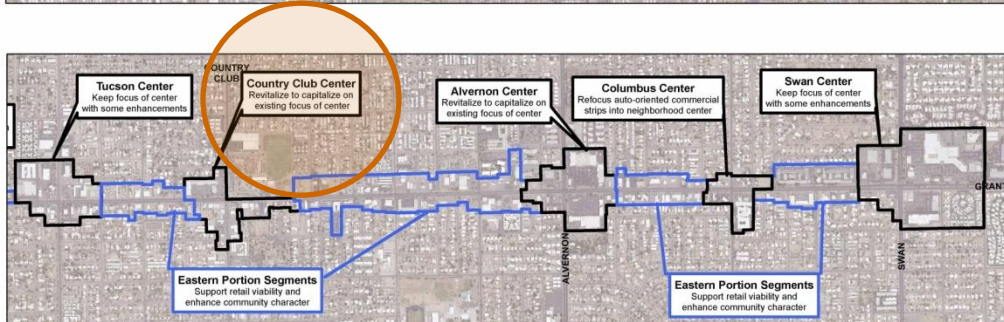 COUNTRY
CLUB
Tucson Center
Keep focus of center
with some enhancements
Country Club Center
Revitalize to capitalize on
existing focus of center
Alvernon Center
Revitalize to capitalize on
existing focus of center
Columbus Center
Refocus auto-oriented commercial
strips into neighborhood center
Swan Center
Keep focus of center
with some enhancements
GRANT
ALVERNON
SWAN
Eastern Portion Segments
Support retail viability and
enhance community character
Eastern Portion Segments
Support retail viability and
enhance community character